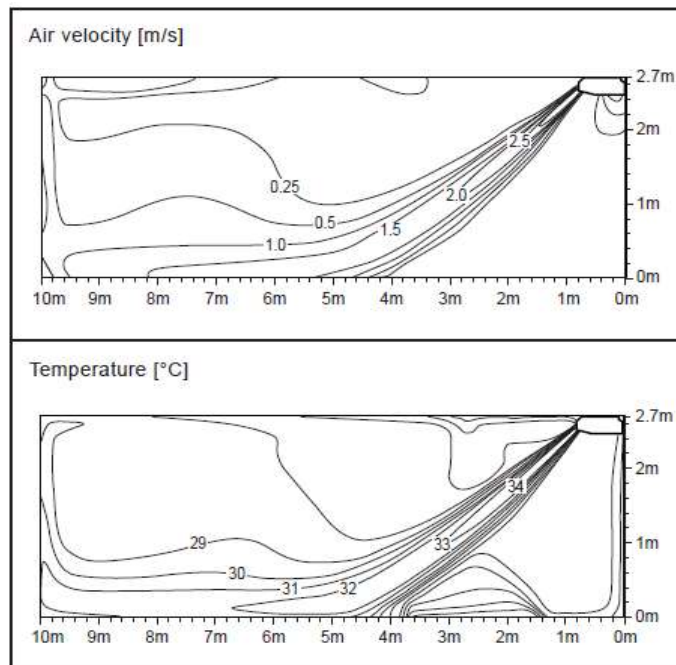 Air velocity [m/s]
2.7m
2.5
2m
0.25
2.0
1m
0.5
1.5
1.0
0m
10m 9m 8m 7m 6m 5m 4m 3m 2m 1m 0m
Temperature [°C]
2.7m
2m
34
29
33
1m
30
31
32
0m
10m 9m 8m 7m 6m 5m 4m 3m 2m 1m 0m